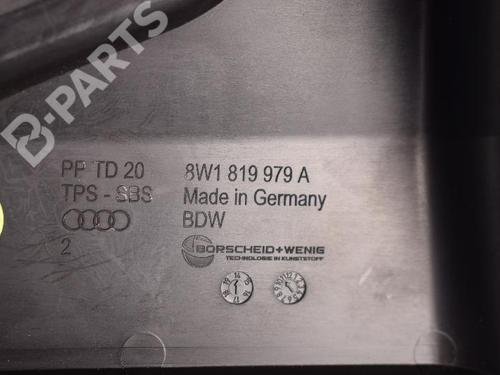 B-PARTS
PP TD 20
TPS - SBS
2
8W1 819 979 A
Made in Germany
BDW
BORSCHEID+WENIG
TECHNOLOGIE IN KUNSTSTOFF